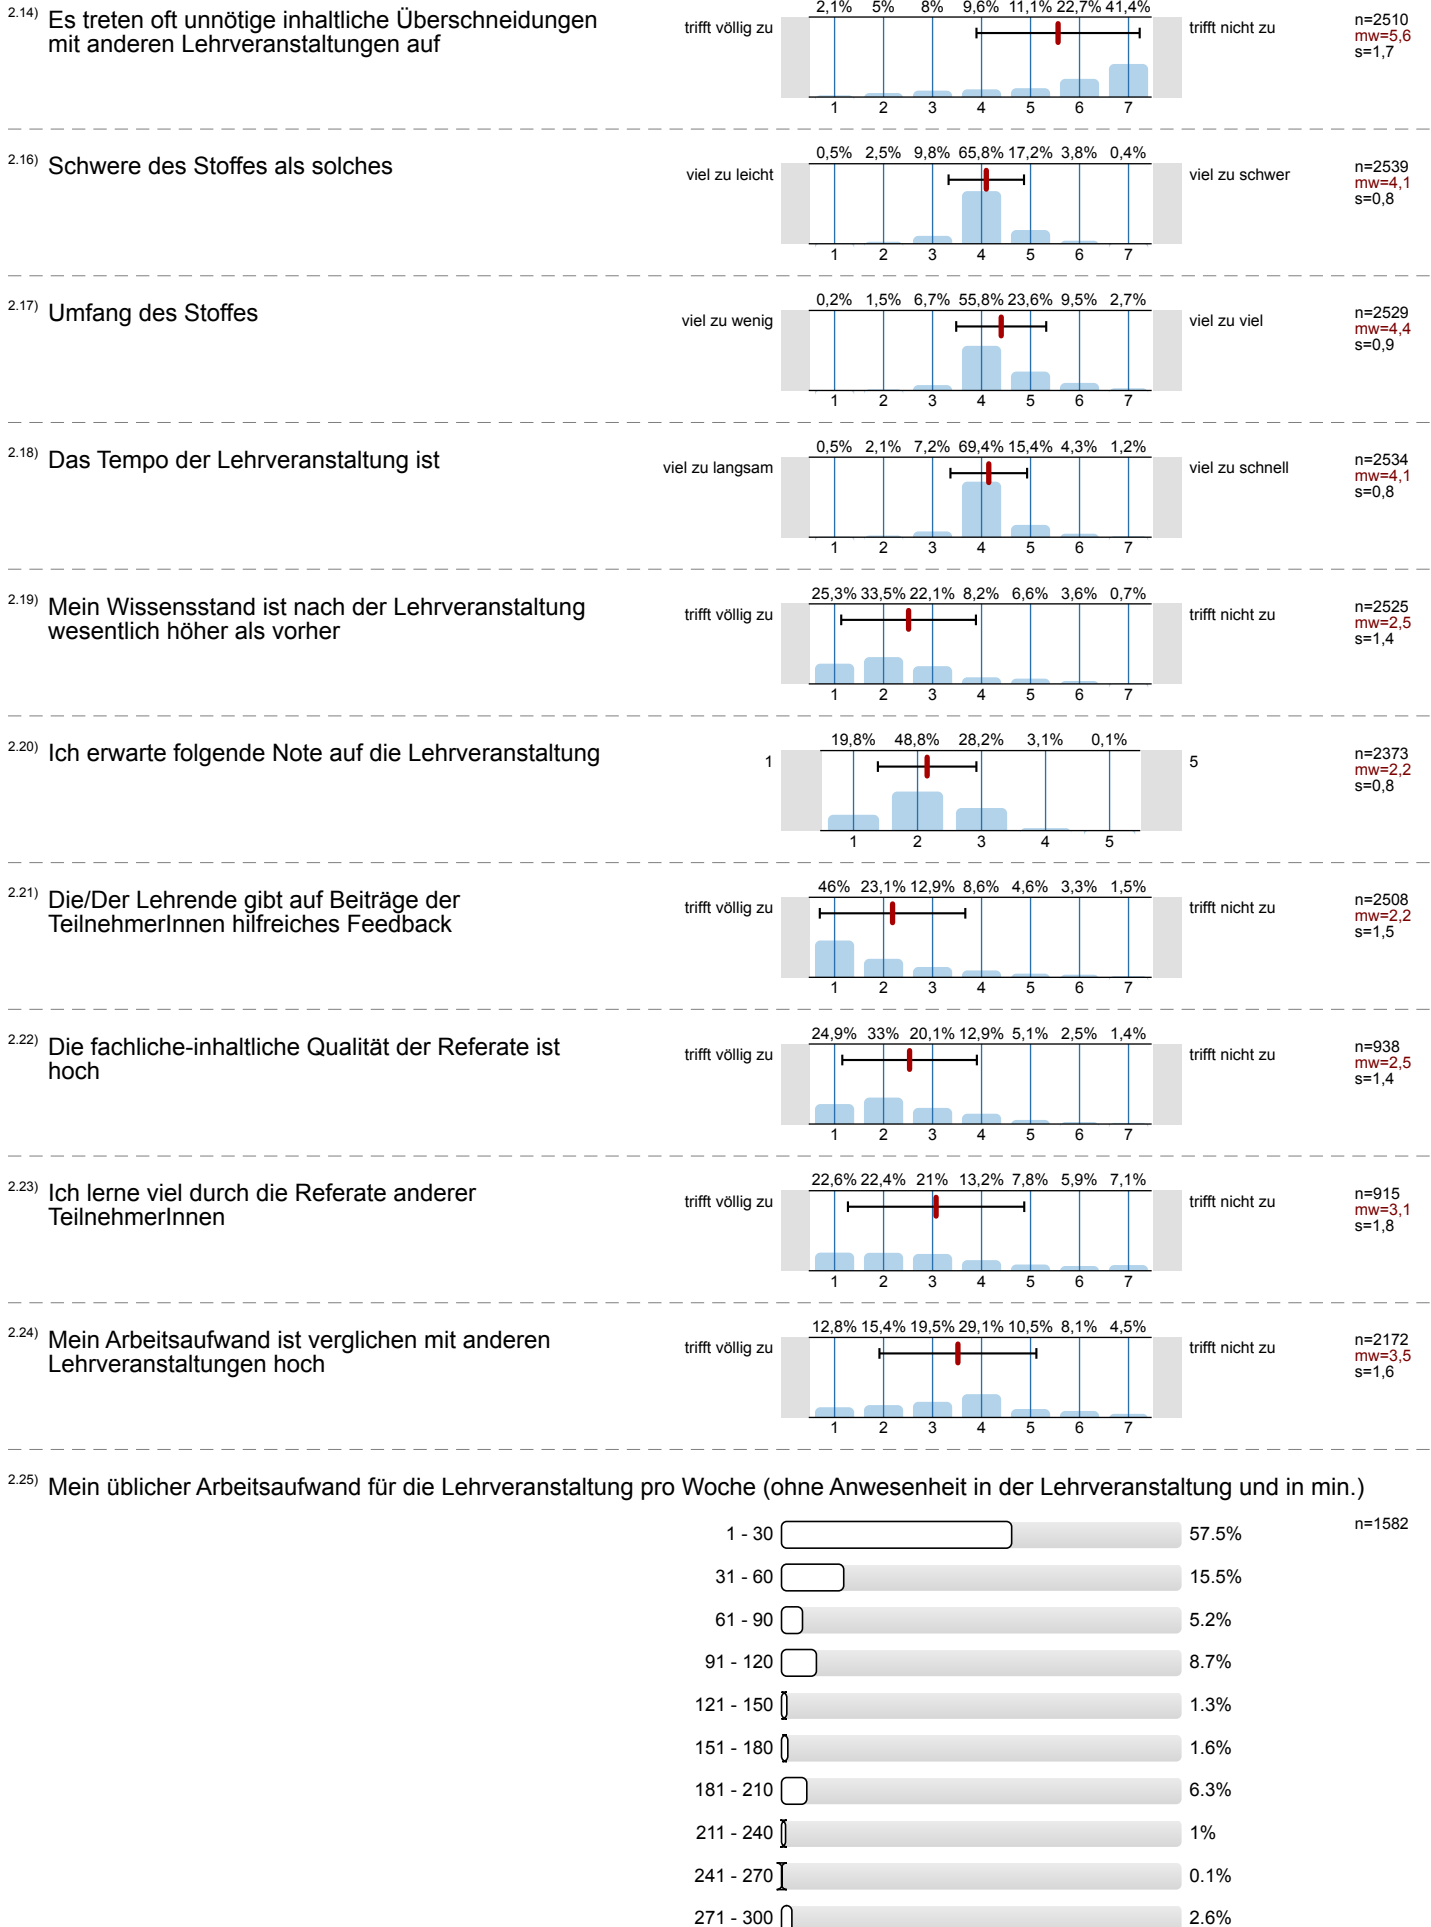 2.14) Es treten oft unnötige inhaltliche Überschneidungen
mit anderen Lehrveranstaltungen auf
trifft völlig zu
2,1% 5% 8% 9,6% 11,1% 22,7% 41,4%
1 2 3 4 5 6 7
trifft nicht zu
n=2510
mw=5,6
s=1,7
2.16) Schwere des Stoffes als solches
viel zu leicht
0,5% 2,5% 9,8% 65,8% 17,2% 3,8% 0,4%
1 2 3 4 5 6 7
viel zu schwer
n=2539
mw=4,1
s=0,8
2.17) Umfang des Stoffes
viel zu wenig
0,2% 1,5% 6,7% 55,8% 23,6% 9,5% 2,7%
1 2 3 4 5 6 7
viel zu viel
n=2529
mw=4,4
s=0,9
2.18) Das Tempo der Lehrveranstaltung ist
viel zu langsam
0,5% 2,1% 7,2% 69,4% 15,4% 4,3% 1,2%
1 2 3 4 5 6 7
viel zu schnell
n=2534
mw=4,1
s=0,8
2.19) Mein Wissensstand ist nach der Lehrveranstaltung
wesentlich höher als vorher
trifft völlig zu
25,3% 33,5% 22,1% 8,2% 6,6% 3,6% 0,7%
1 2 3 4 5 6 7
trifft nicht zu
n=2525
mw=2,5
s=1,4
2.20) Ich erwarte folgende Note auf die Lehrveranstaltung
1
19,8% 48,8% 28,2% 3,1% 0,1%
1 2 3 4 5
5
n=2373
mw=2,2
s=0,8
2.21) Die/Der Lehrende gibt auf Beiträge der
TeilnehmerInnen hilfreiches Feedback
trifft völlig zu
46% 23,1% 12,9% 8,6% 4,6% 3,3% 1,5%
1 2 3 4 5 6 7
trifft nicht zu
n=2508
mw=2,2
s=1,5
2.22) Die fachliche-inhaltliche Qualität der Referate ist
hoch
trifft völlig zu
24,9% 33% 20,1% 12,9% 5,1% 2,5% 1,4%
1 2 3 4 5 6 7
trifft nicht zu
n=938
mw=2,5
s=1,4
2.23) Ich lerne viel durch die Referate anderer
TeilnehmerInnen
trifft völlig zu
22,6% 22,4% 21% 13,2% 7,8% 5,9% 7,1%
1 2 3 4 5 6 7
trifft nicht zu
n=915
mw=3,1
s=1,8
2.24) Mein Arbeitsaufwand ist verglichen mit anderen
Lehrveranstaltungen hoch
trifft völlig zu
12,8% 15,4% 19,5% 29,1% 10,5% 8,1% 4,5%
1 2 3 4 5 6 7
trifft nicht zu
n=2172
mw=3,5
s=1,6
2.25) Mein üblicher Arbeitsaufwand für die Lehrveranstaltung pro Woche (ohne Anwesenheit in der Lehrveranstaltung und in min.)
n=1582
1 - 30 57.5%
31 - 60 15.5%
61 - 90 5.2%
91 - 120 8.7%
121 - 150 1.3%
151 - 180 1.6%
181 - 210 6.3%
211 - 240 1%
241 - 270 0.1%
271 - 300 2.6%